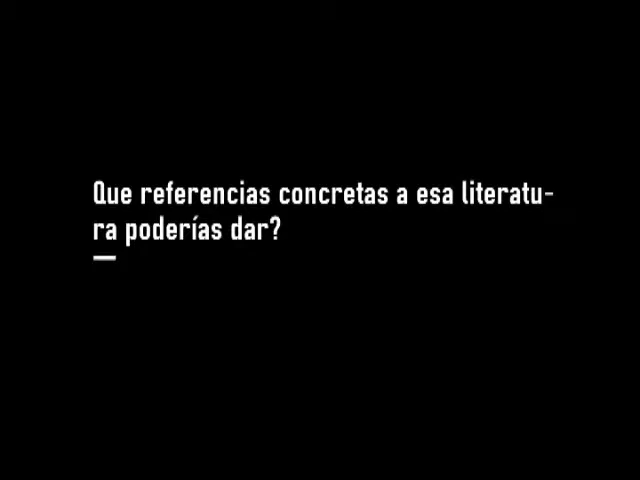 Que referencias concretas a esa literatu-
ra poderías dar?